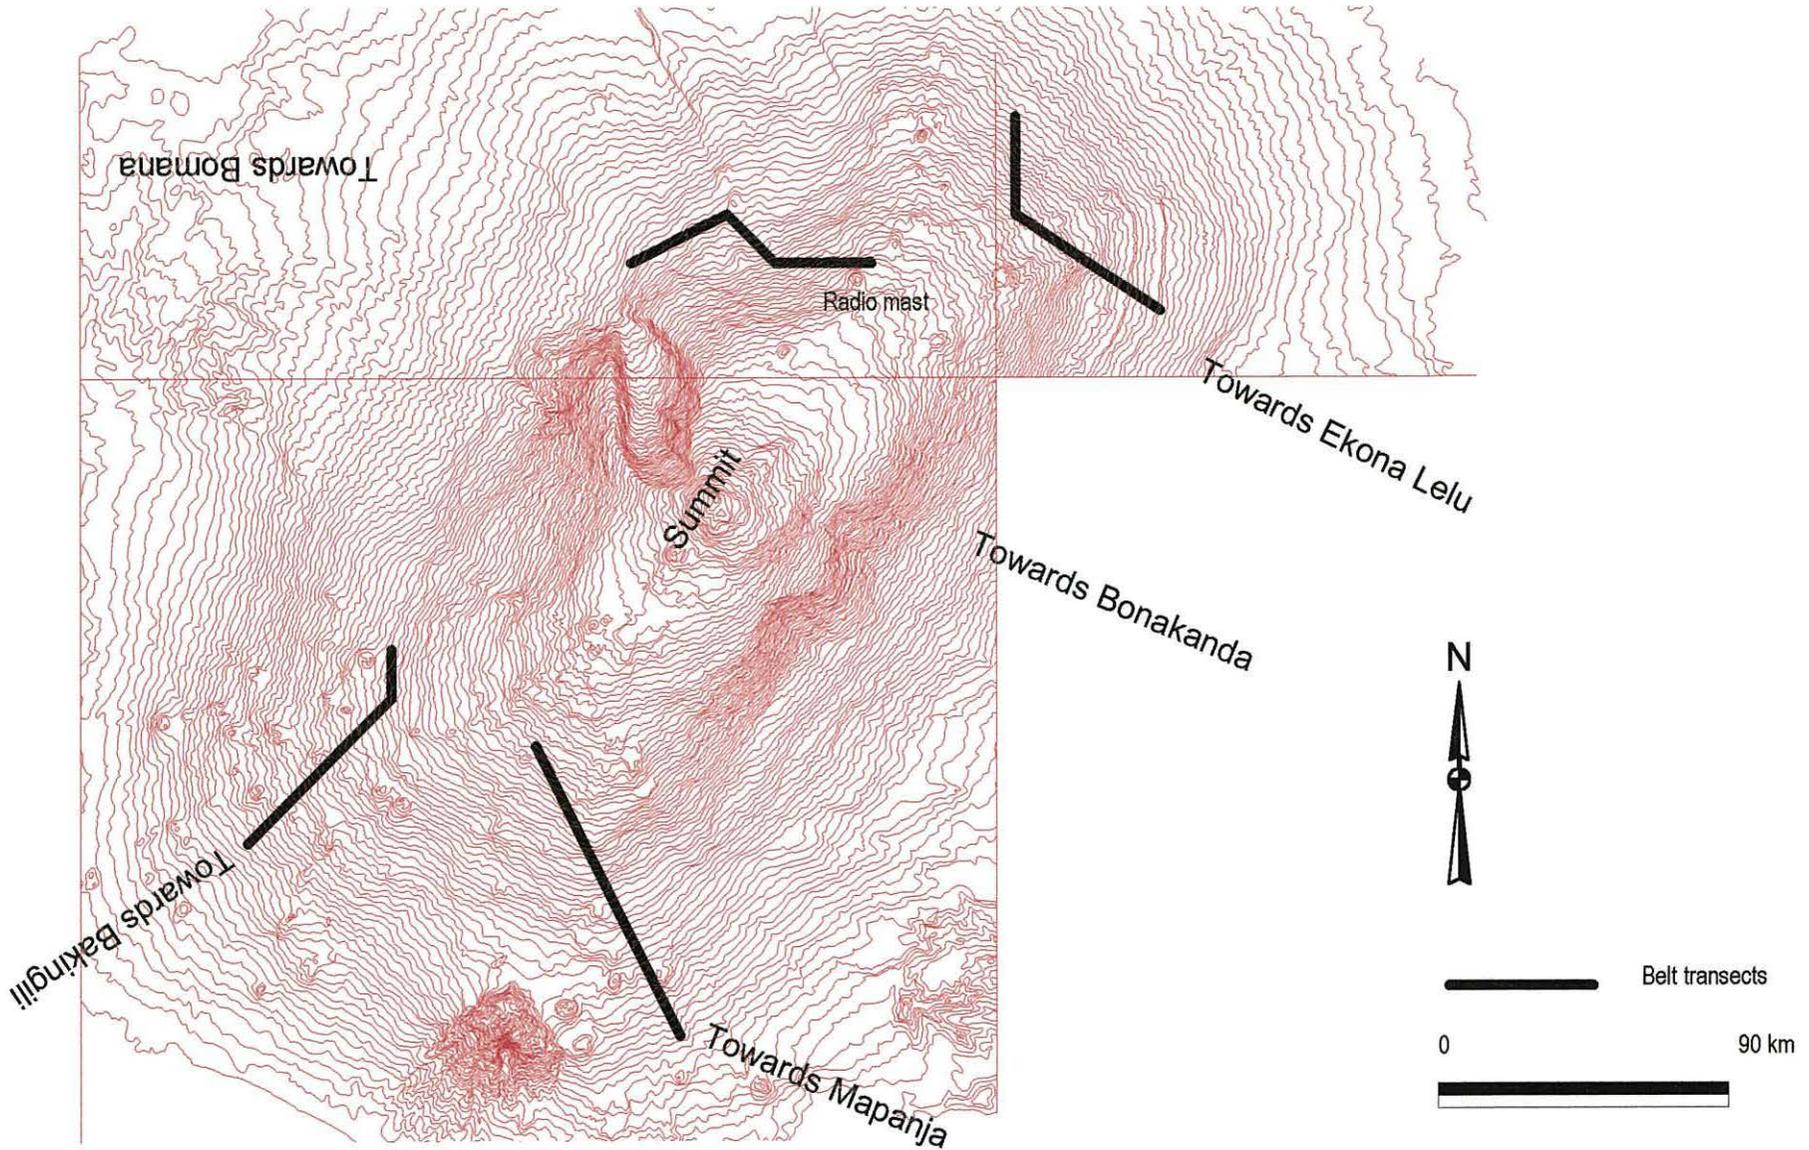 Towards Bomana
Radio mast
Towards Ekona Lelu
Summit
Towards Bonakanda
N
Towards Bakingili
Belt transects
0 90 km
Towards Mapanja